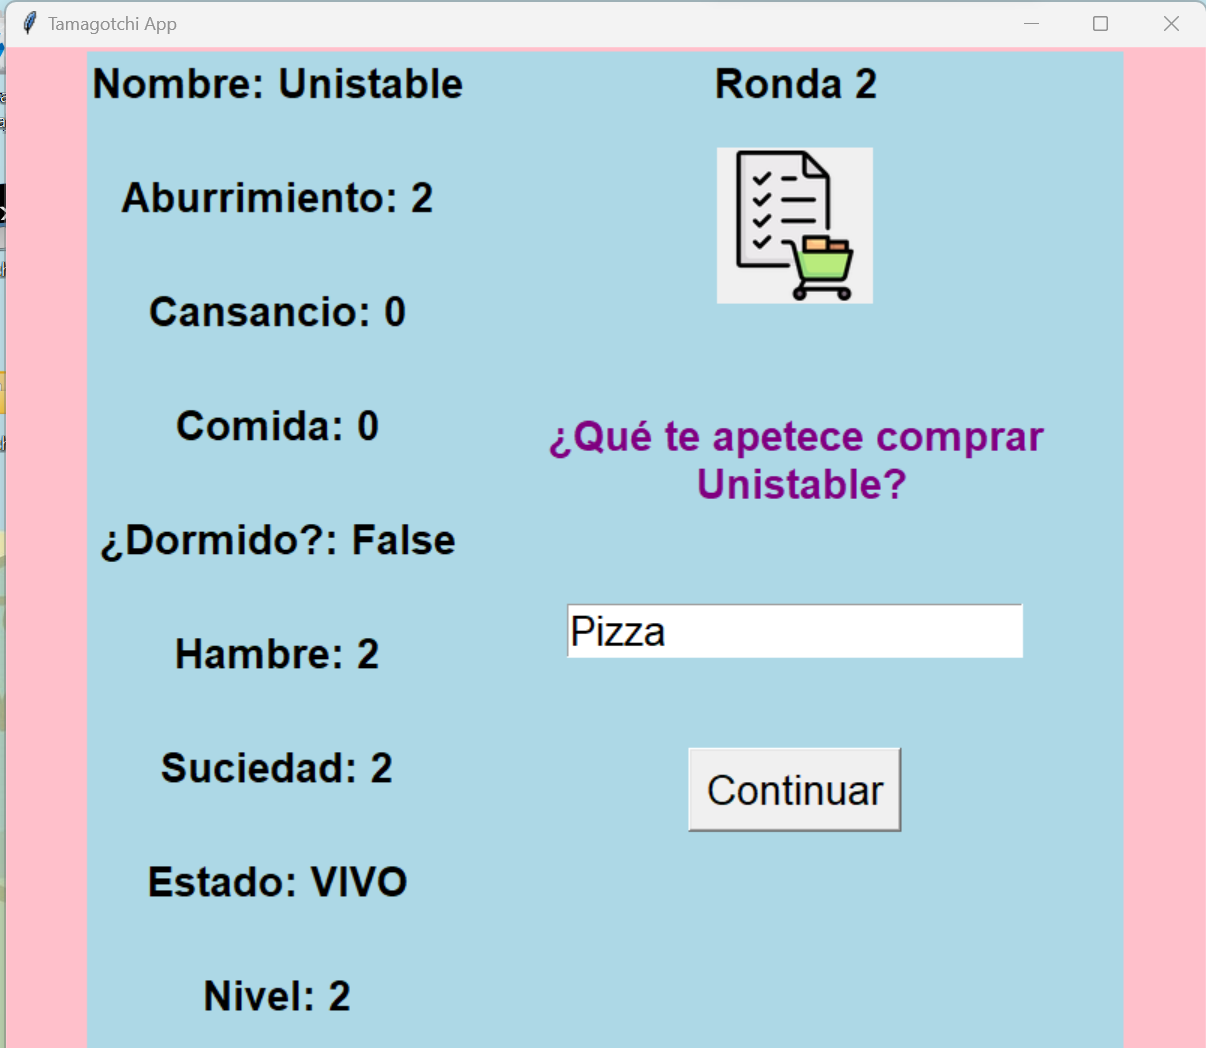 Tamagotchi App
Nombre: Unistable
Ronda 2
Aburrimiento: 2
Cansancio: 0
Comida: 0
¿Qué te apetece comprar
Unistable?
¿Dormido?: False
Pizza
Hambre: 2
Suciedad: 2
Continuar
Estado: VIVO
Nivel: 2